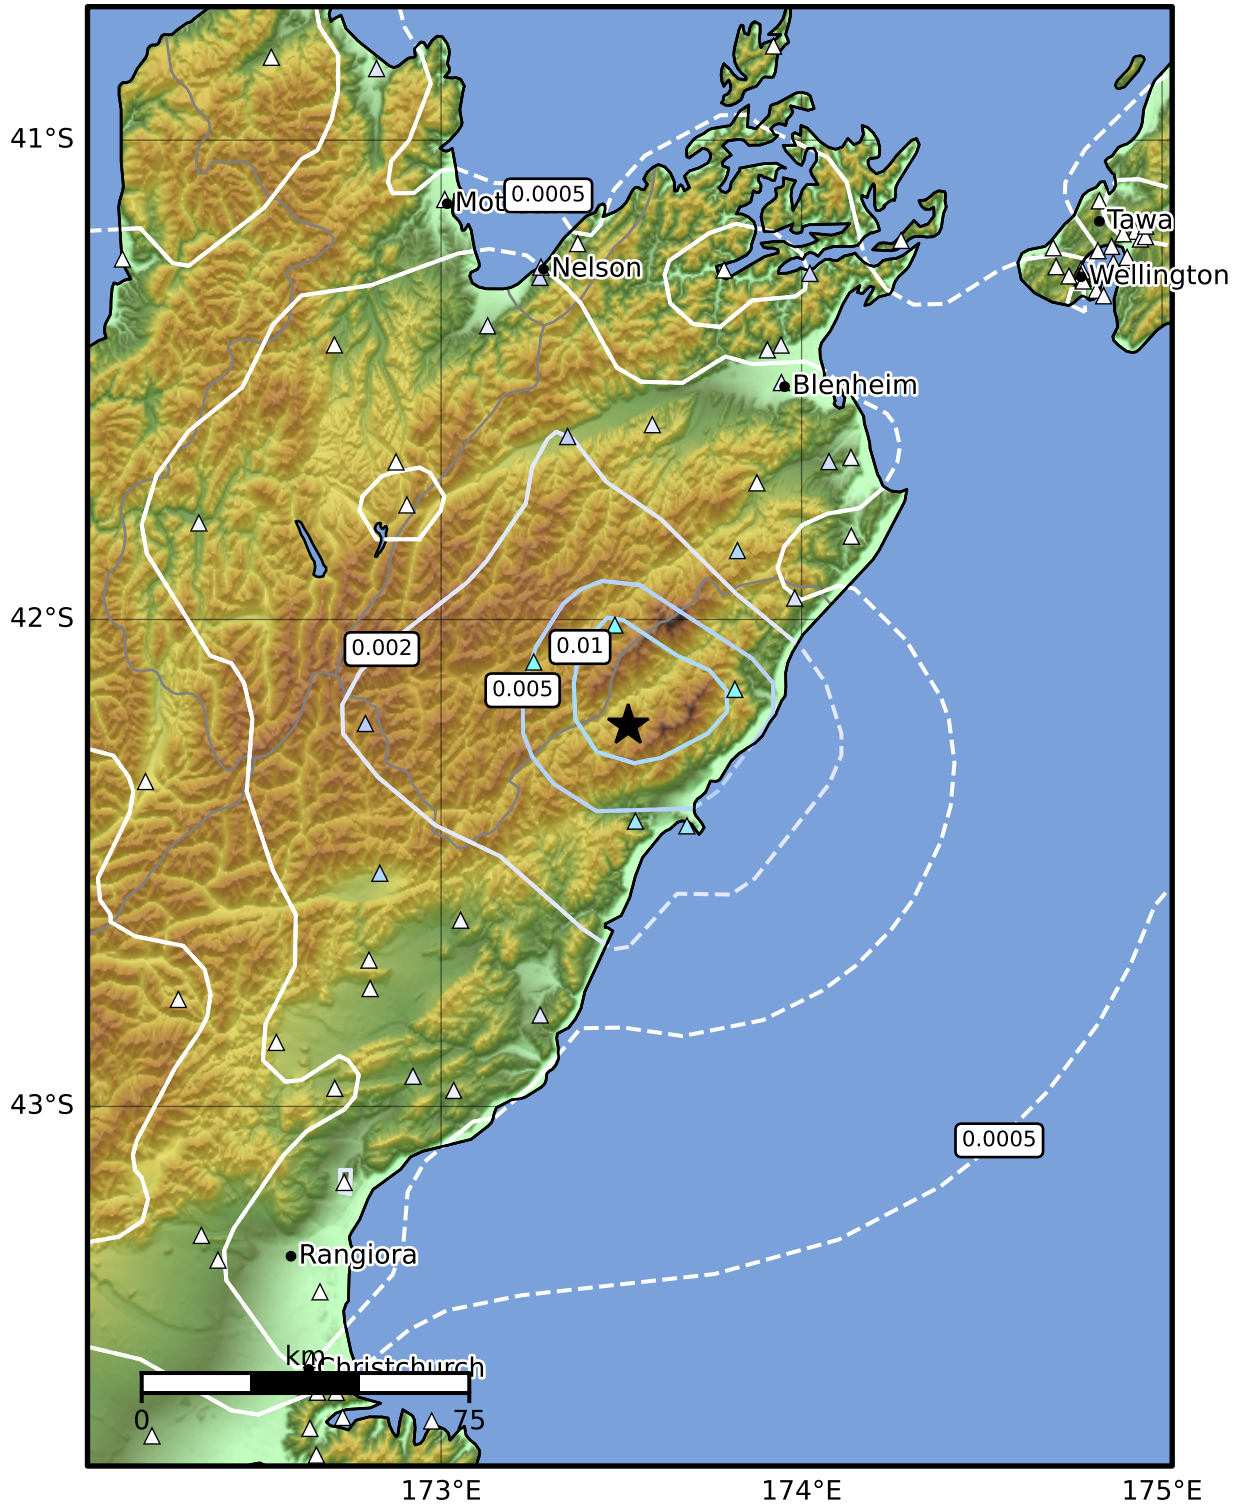 41°S
Mot
0.0005
Tawa
Nelson
Wellington
Blenheim
42°S
0.002
0.01
0.005
43°S
0.0005
Rangiora
km
Christchurch
0
75
173°E
174°E
175°E